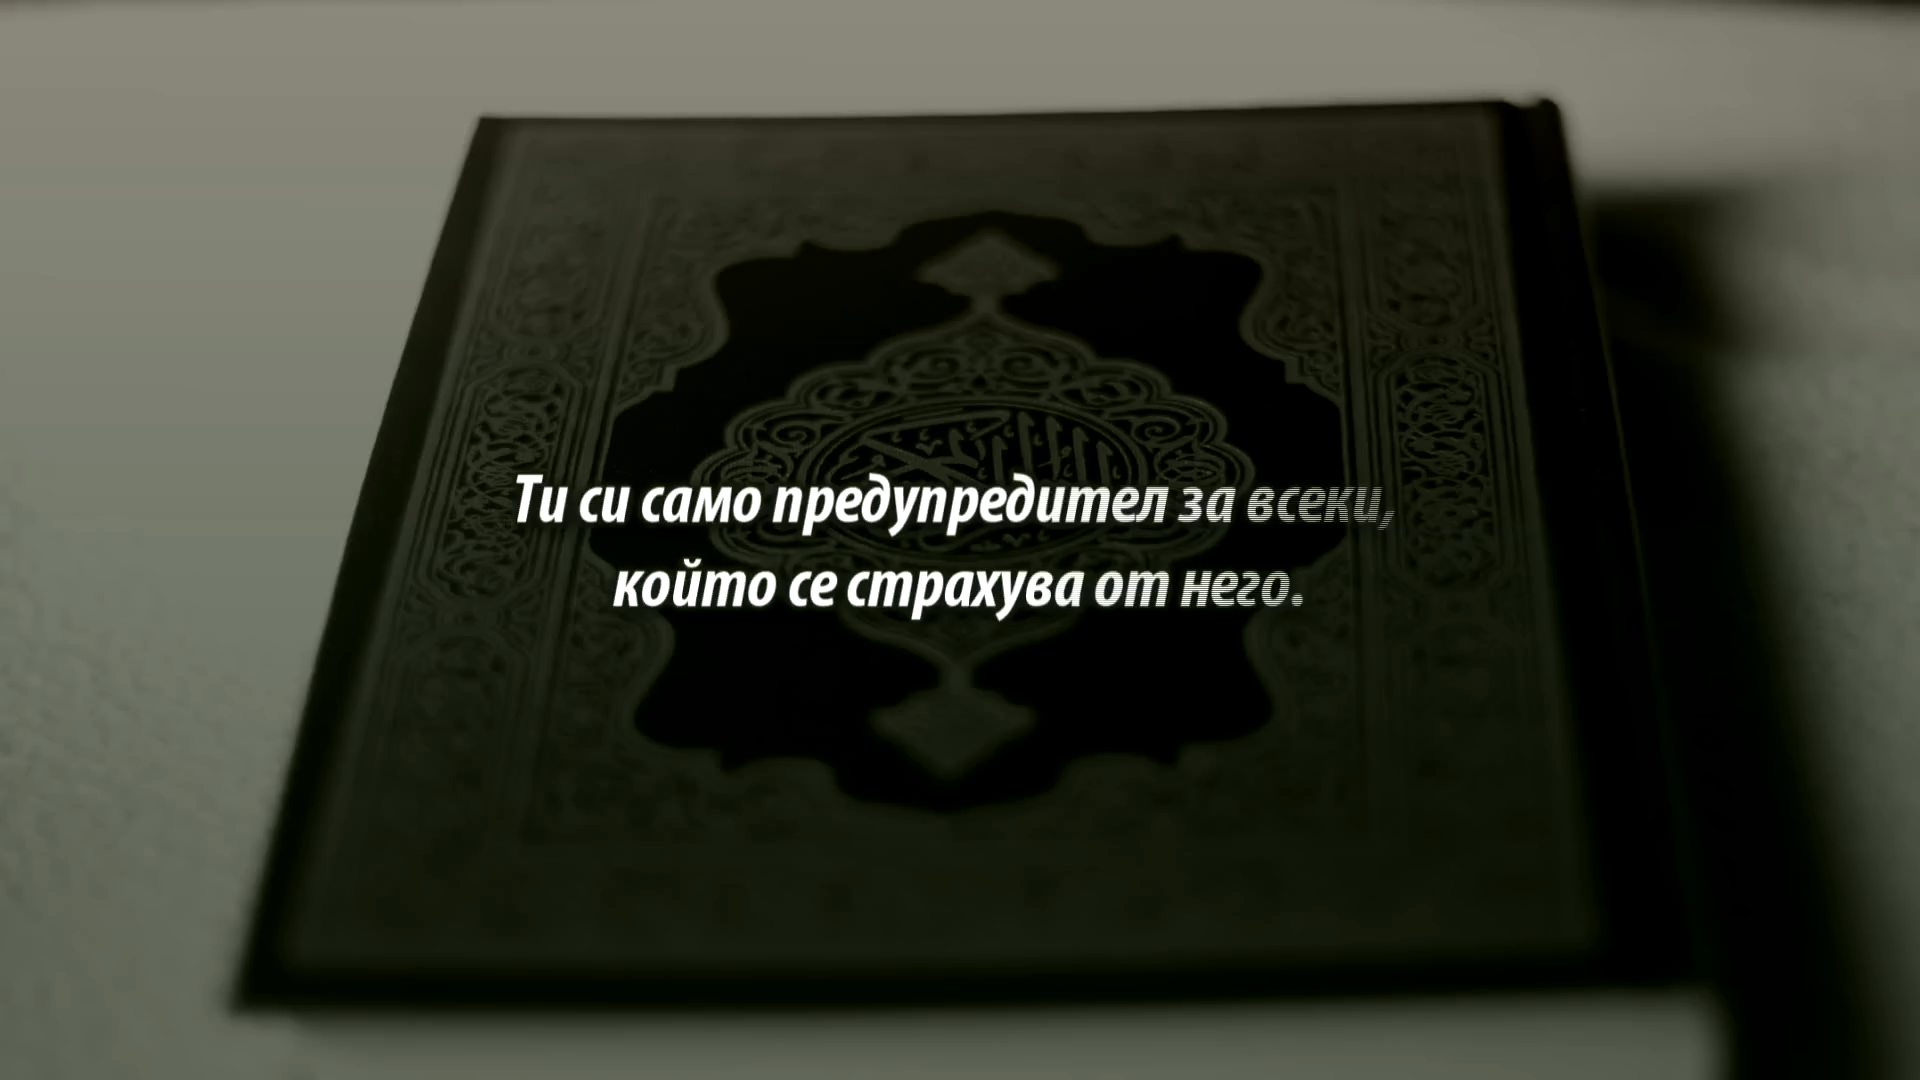 Ти си само предупредител за всеки,
който се страхува от него.